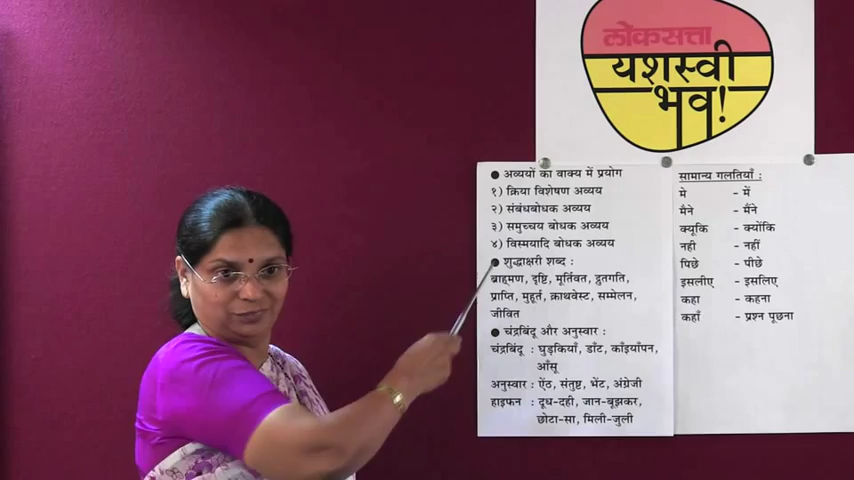 लोकसत्ता
यशस्वी
भव!
● अव्ययों का वाक्य में प्रयोग
१) क्रिया विशेषण अव्यय
२) संबंधबोधक अव्यय
३) समुच्चय बोधक अव्यय
४) विस्मयादि बोधक अव्यय
● शुद्धाक्षरी शब्द :
ब्राह्मण, दृष्टि, मूर्तिवत, द्रुतगति,
प्राप्ति, मुहूर्त, क्राथवेस्ट, सम्मेलन,
जीवित
● चंद्रबिंदू और अनुस्वार :
चंद्रबिंदू : घुड़कियाँ, डाँट, काँइयाँपन,
आँसू
अनुस्वार : ऐंठ, संतुष्ट, भेंट, अंग्रेजी
हाइफन : दूध-दही, जान-बूझकर,
छोटा-सा, मिली-जुली
सामान्य गलतियाँ :
मे - में
मैने - मैंने
क्यूकि - क्योंकि
नही - नहीं
पिछे - पीछे
इसलीए - इसलिए
कहा - कहना
कहाँ - प्रश्न पूछना